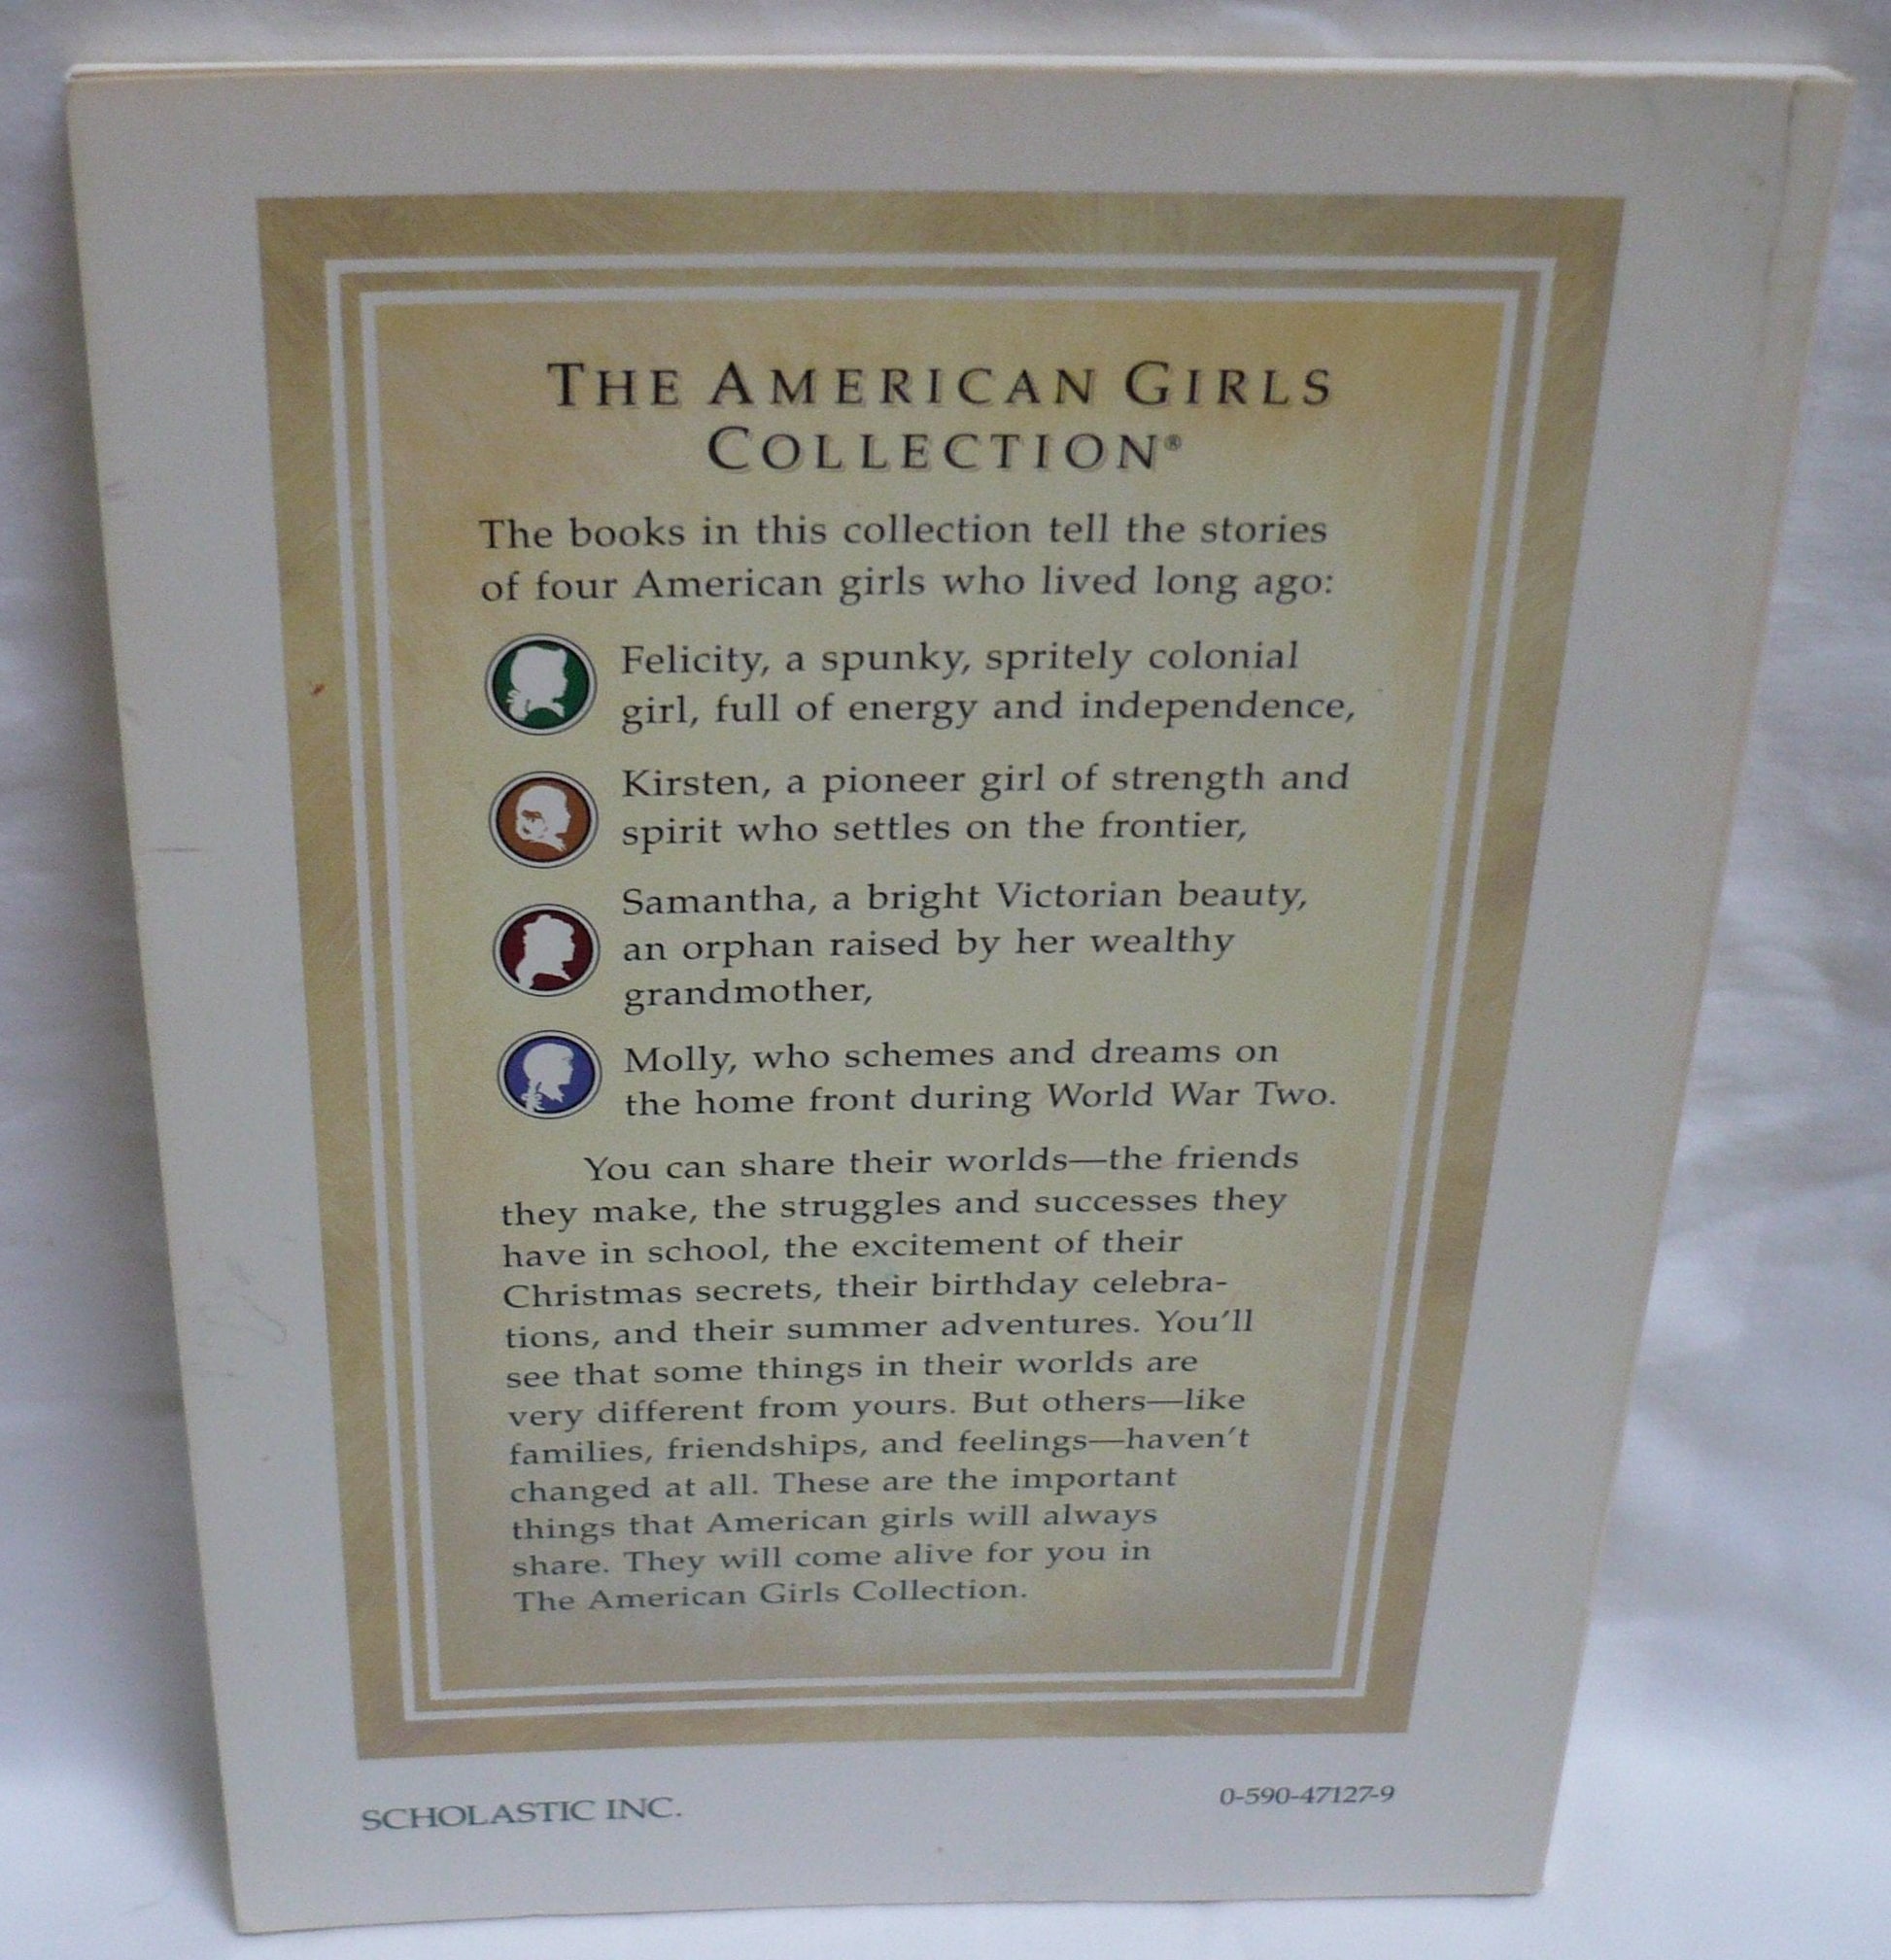 THE AMERICAN GIRLS
COLLECTION®
The books in this collection tell the stories
of four American girls who lived long ago:
Felicity, a spunky, spritely colonial
girl, full of energy and independence,
Kirsten, a pioneer girl of strength and
spirit who settles on the frontier,
Samantha, a bright Victorian beauty,
an orphan raised by her wealthy
grandmother,
Molly, who schemes and dreams on
the home front during World War Two.
You can share their worlds—the friends
they make, the struggles and successes they
have in school, the excitement of their
Christmas secrets, their birthday celebra-
tions, and their summer adventures. You'll
see that some things in their worlds are
very different from yours. But others—like
families, friendships, and feelings—haven't
changed at all. These are the important
things that American girls will always
share. They will come alive for you in
The American Girls Collection.
SCHOLASTIC INC.
0-590-47127-9